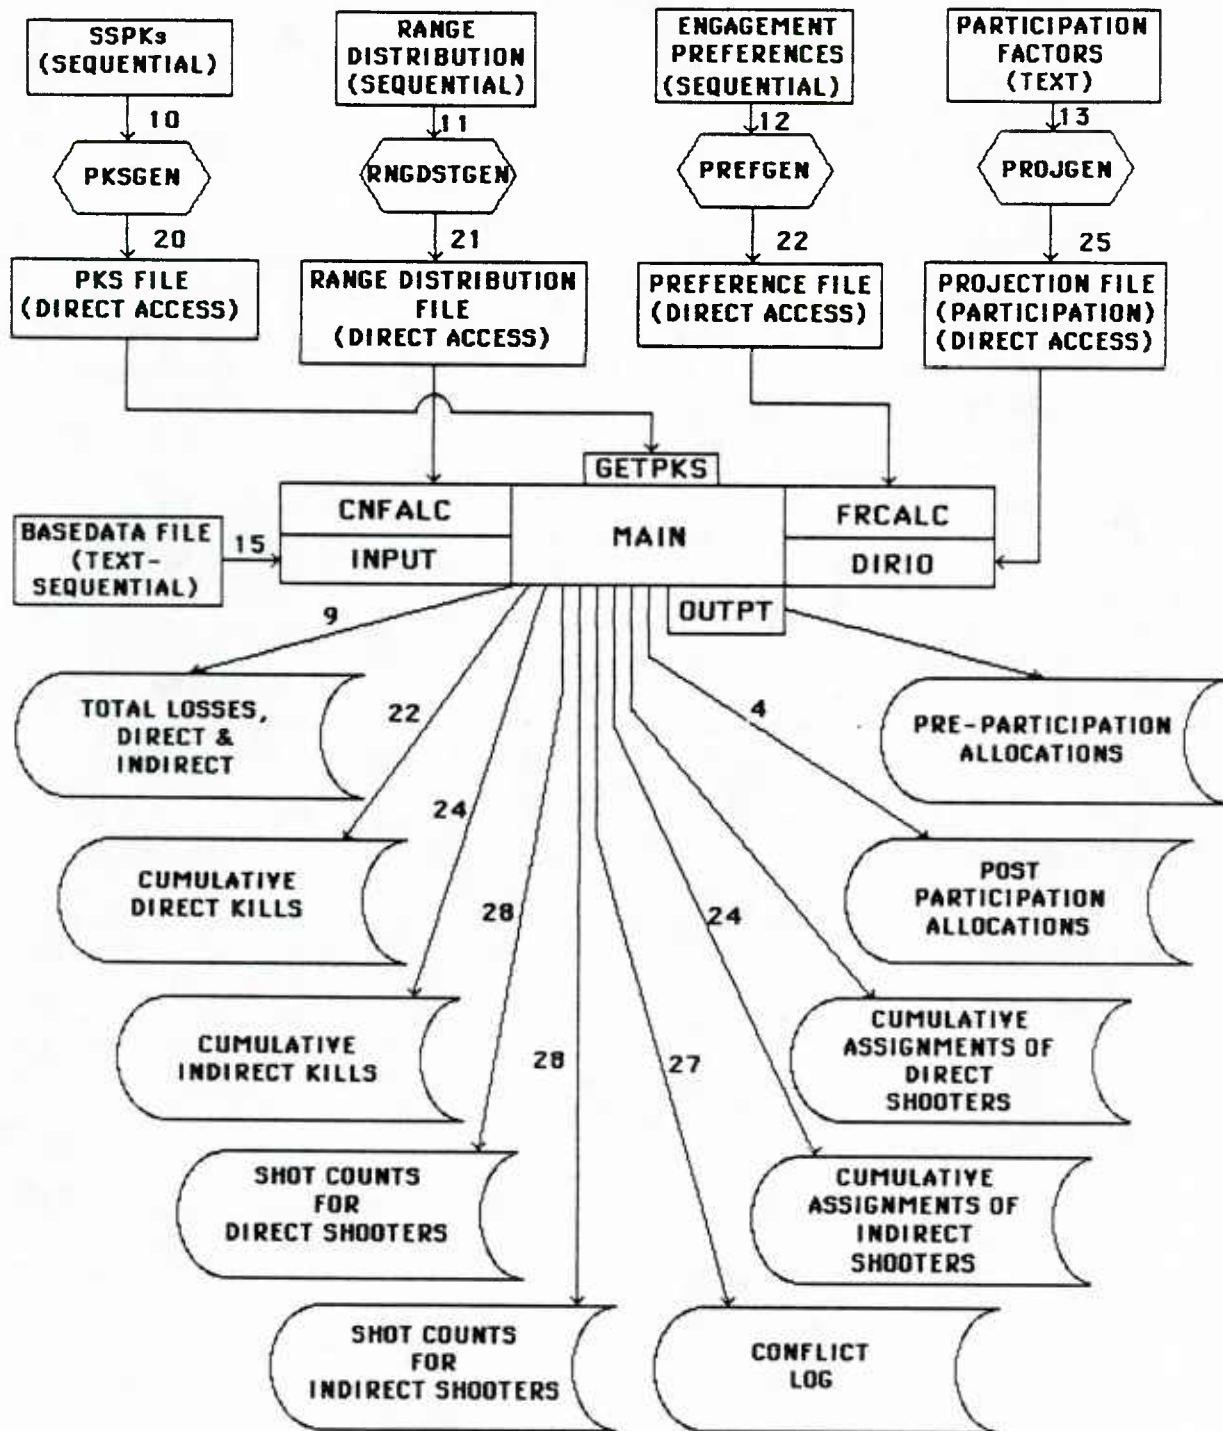 SSPKs
(SEQUENTIAL)
RANGE
DISTRIBUTION
(SEQUENTIAL)
ENGAGEMENT
PREFERENCES
(SEQUENTIAL)
PARTICIPATION
FACTORS
(TEXT)
10
11
12
13
PKSGEN
RNGDSTGEN
PREFGEN
PROJGEN
20
21
22
25
PKS FILE
(DIRECT ACCESS)
RANGE DISTRIBUTION
FILE
(DIRECT ACCESS)
PREFERENCE FILE
(DIRECT ACCESS)
PROJECTION FILE
(PARTICIPATION)
(DIRECT ACCESS)
GETPKS
CNFALC
MAIN
FRCALC
BASEDATA FILE
(TEXT-
SEQUENTIAL)
15
INPUT
DIRIO
OUTPT
9
TOTAL LOSSES,
DIRECT &
INDIRECT
22
4
PRE-PARTICIPATION
ALLOCATIONS
24
CUMULATIVE
DIRECT KILLS
28
24
POST
PARTICIPATION
ALLOCATIONS
CUMULATIVE
INDIRECT KILLS
28
27
CUMULATIVE
ASSIGNMENTS OF
DIRECT
SHOOTERS
SHOT COUNTS
FOR
DIRECT SHOOTERS
CUMULATIVE
ASSIGNMENTS OF
INDIRECT
SHOOTERS
SHOT COUNTS
FOR
INDIRECT SHOOTERS
CONFLICT
LOG